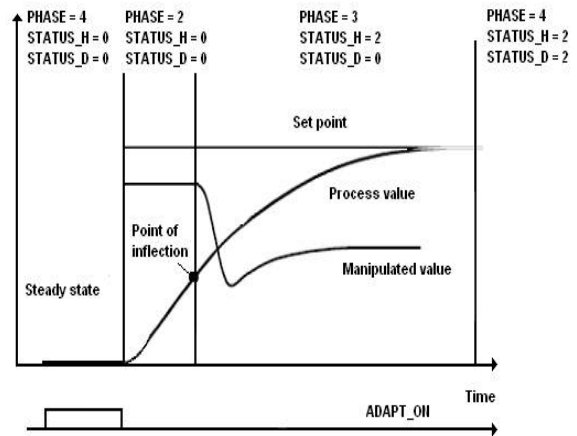 PHASE = 4
STATUS_H = 0
STATUS_D = 0
PHASE = 2
STATUS_H = 0
STATUS_D = 0
PHASE = 3
STATUS_H = 2
STATUS_D = 0
PHASE = 4
STATUS_H = 2
STATUS_D = 2
Set point
Process value
Point of
inflection
Manipulated value
Steady state
Time
ADAPT_ON